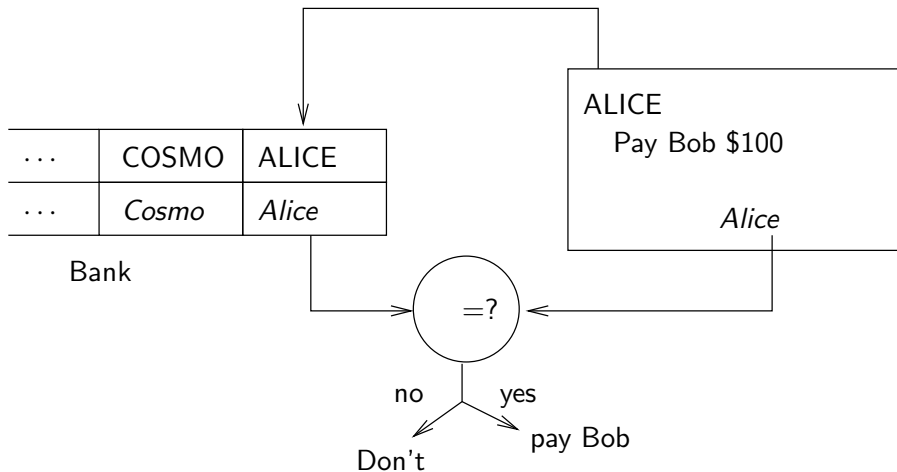 ALICE
Pay Bob $100
Alice
··· COSMO ALICE
··· Cosmo Alice
Bank
=?
no yes
Don't pay Bob